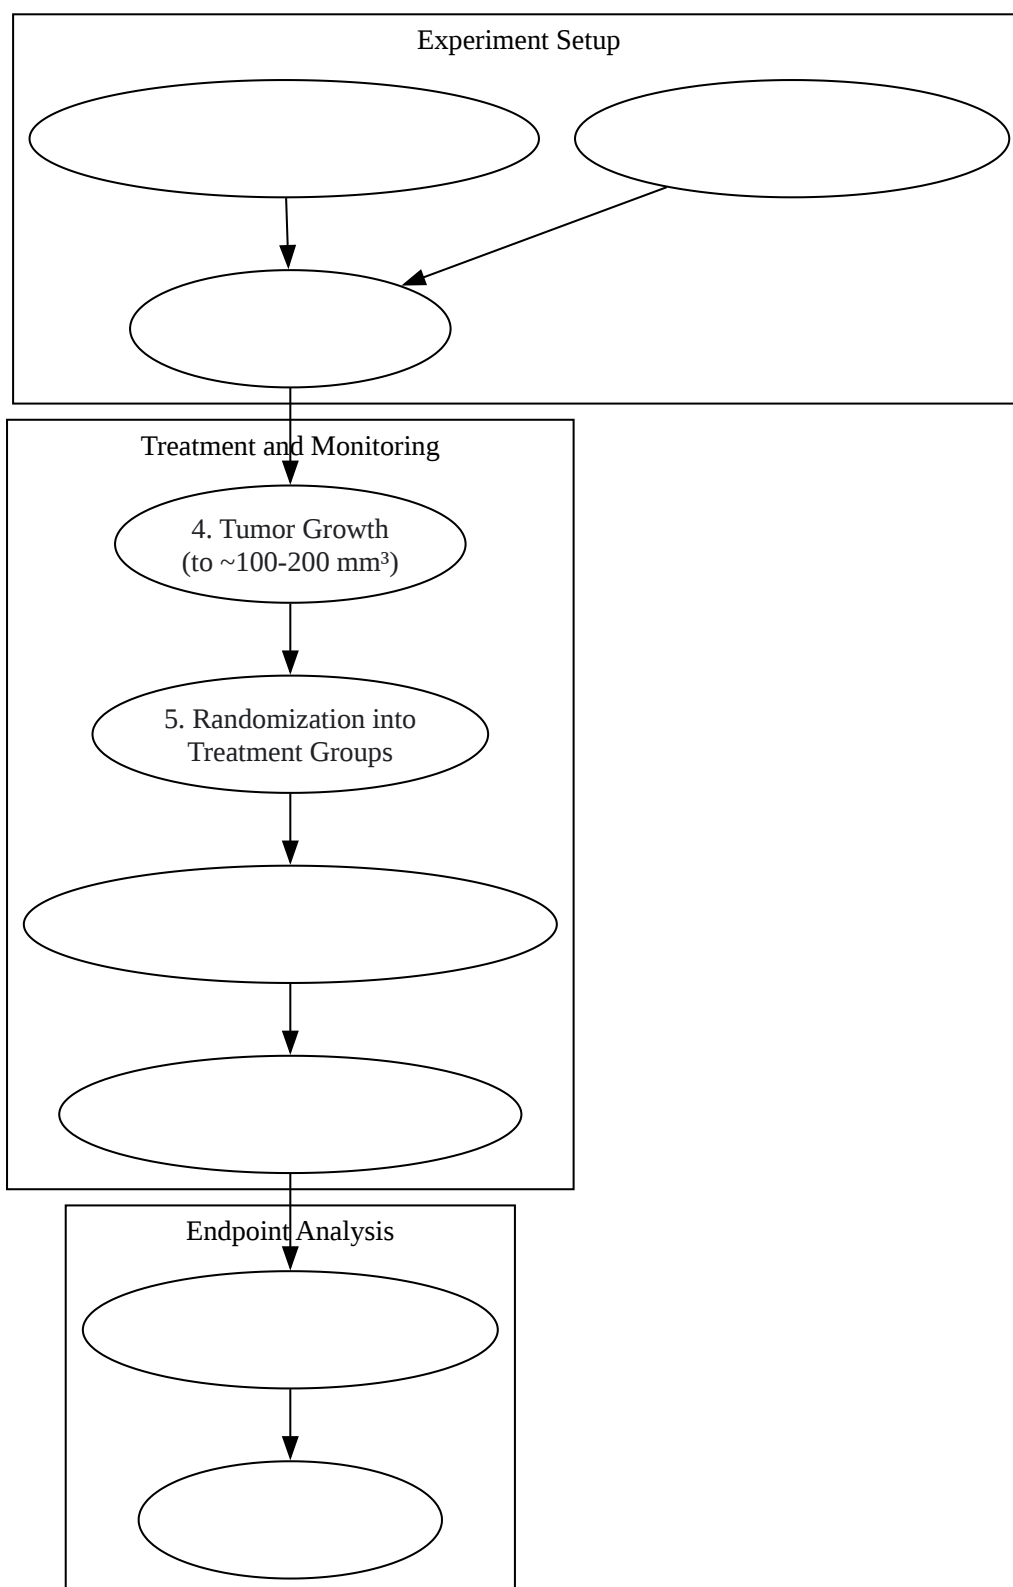 Experiment Setup
Treatment and Monitoring
4. Tumor Growth
(to ~100-200 mm³)
5. Randomization into
Treatment Groups
Endpoint Analysis